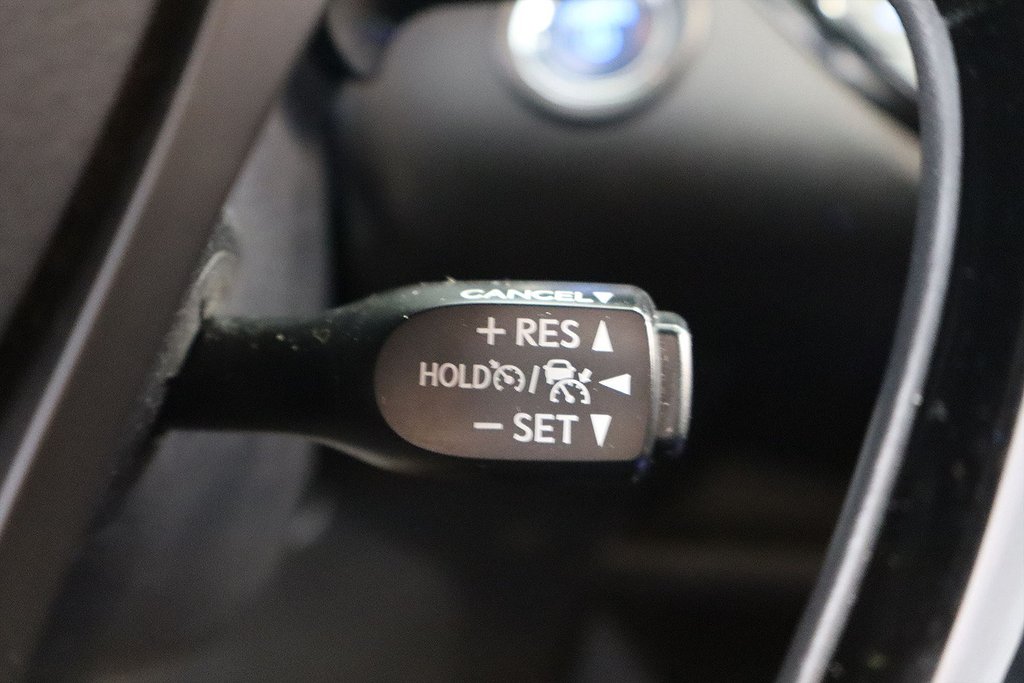 CANCEL▼
+ RES ▲
HOLD / ◀
− SET ▼